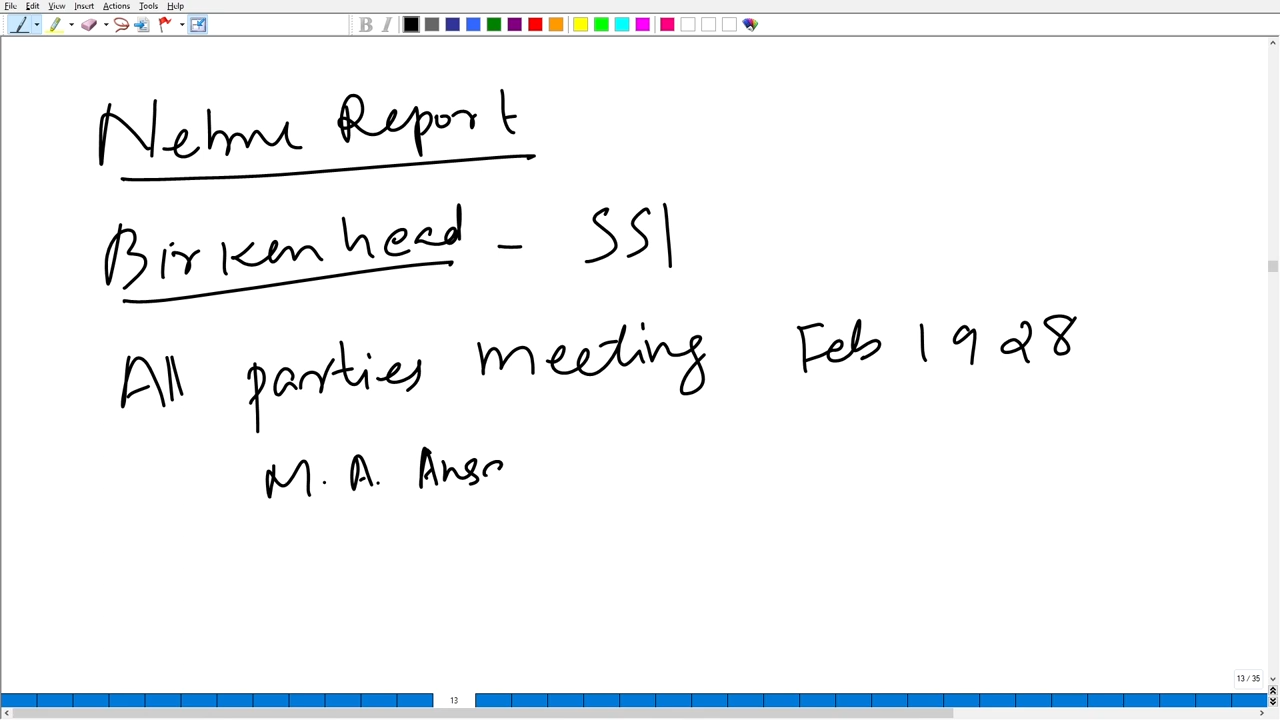 File Edit View Insert Actions Tools Help
B I
Nehru Report
Birkenhead - SSI
All parties meeting Feb 1928
M. A. Ansa
13 / 35
13